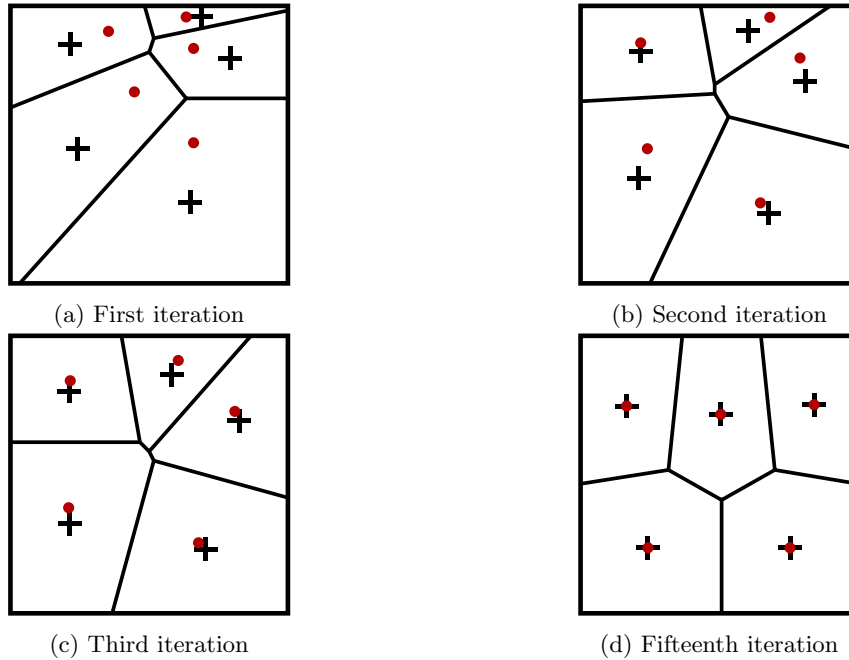 (a) First iteration
(b) Second iteration
(c) Third iteration
(d) Fifteenth iteration